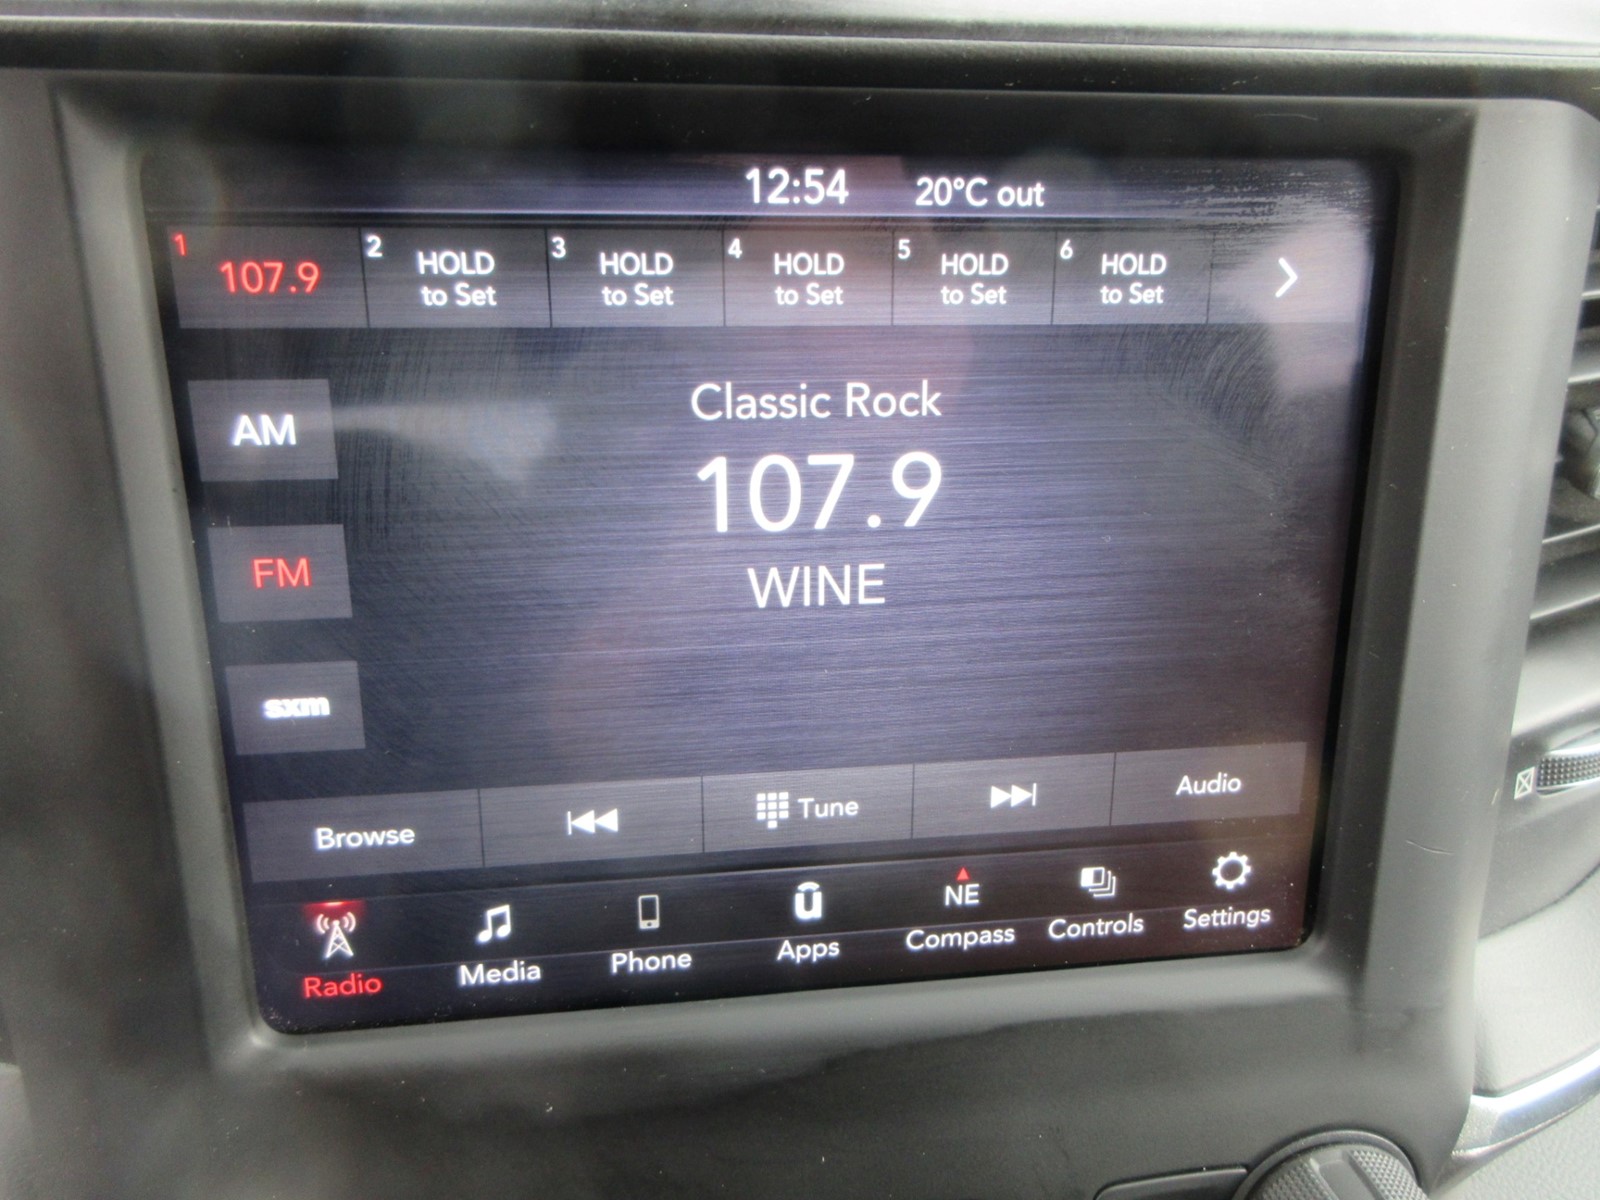 12:54 20°C out
1 107.9
2 HOLD to Set
3 HOLD to Set
4 HOLD to Set
5 HOLD to Set
6 HOLD to Set
Classic Rock
107.9
WINE
AM
FM
sxm
Browse
Tune
Audio
Radio
Media
Phone
u
Apps
NE
Compass
Controls
Settings